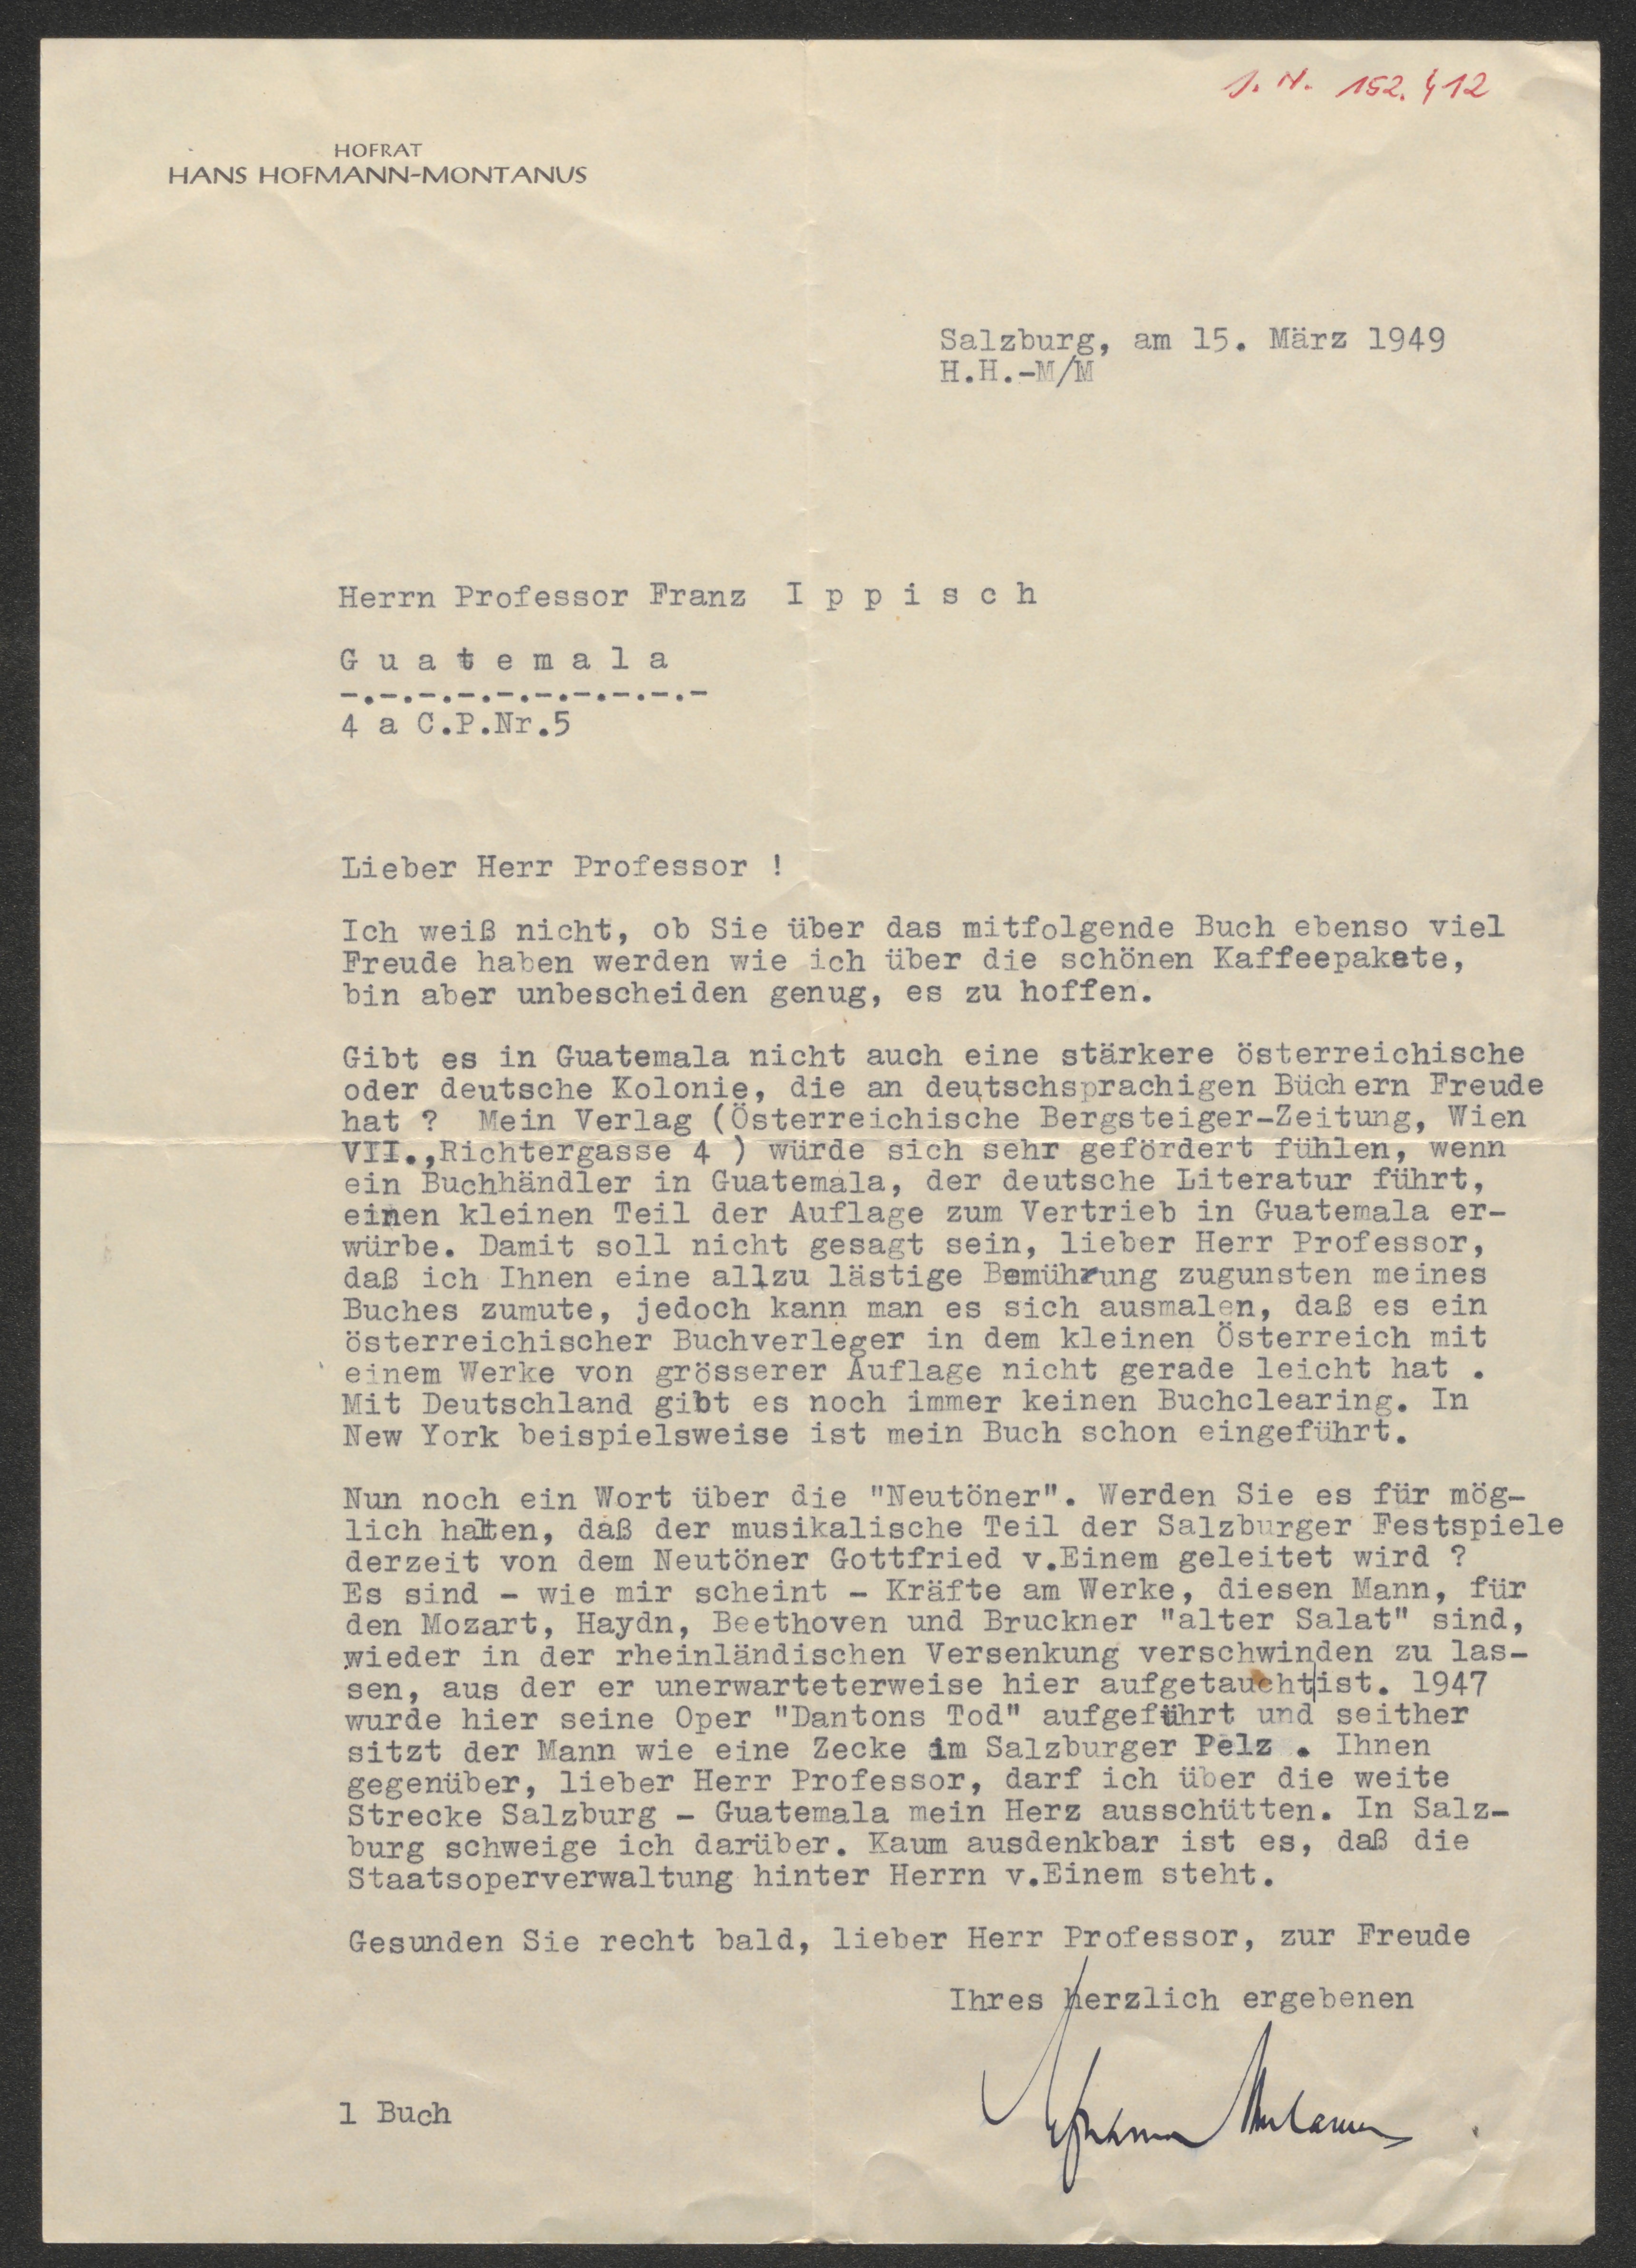 J. N. 152.412
HOFRAT
HANS HOFMANN-MONTANUS
Salzburg, am 15. März 1949
H.H.-M/M
Herrn Professor Franz I p p i s c h
G u a t e m a l a
-.-.-.-.-.-.-.-.-.-
4 a C.P.Nr.5
Lieber Herr Professor !
Ich weiß nicht, ob Sie über das mitfolgende Buch ebenso viel
Freude haben werden wie ich über die schönen Kaffeepakete,
bin aber unbescheiden genug, es zu hoffen.
Gibt es in Guatemala nicht auch eine stärkere österreichische
oder deutsche Kolonie, die an deutschsprachigen Büchern Freude
hat ? Mein Verlag (Österreichische Bergsteiger-Zeitung, Wien
VII.,Richtergasse 4 ) würde sich sehr gefördert fühlen, wenn
ein Buchhändler in Guatemala, der deutsche Literatur führt,
einen kleinen Teil der Auflage zum Vertrieb in Guatemala er-
würbe. Damit soll nicht gesagt sein, lieber Herr Professor,
daß ich Ihnen eine allzu lästige Bemührung zugunsten meines
Buches zumute, jedoch kann man es sich ausmalen, daß es ein
österreichischer Buchverleger in dem kleinen Österreich mit
einem Werke von grösserer Auflage nicht gerade leicht hat .
Mit Deutschland gibt es noch immer keinen Buchclearing. In
New York beispielsweise ist mein Buch schon eingeführt.
Nun noch ein Wort über die "Neutöner". Werden Sie es für mög-
lich halten, daß der musikalische Teil der Salzburger Festspiele
derzeit von dem Neutöner Gottfried v.Einem geleitet wird ?
Es sind - wie mir scheint - Kräfte am Werke, diesen Mann, für
den Mozart, Haydn, Beethoven und Bruckner "alter Salat" sind,
wieder in der rheinländischen Versenkung verschwinden zu las-
sen, aus der er unerwarteterweise hier aufgetaucht|ist. 1947
wurde hier seine Oper "Dantons Tod" aufgeführt und seither
sitzt der Mann wie eine Zecke im Salzburger Pelz . Ihnen
gegenüber, lieber Herr Professor, darf ich über die weite
Strecke Salzburg - Guatemala mein Herz ausschütten. In Salz-
burg schweige ich darüber. Kaum ausdenkbar ist es, daß die
Staatsoperverwaltung hinter Herrn v.Einem steht.
Gesunden Sie recht bald, lieber Herr Professor, zur Freude
Ihres herzlich ergebenen
Hofmann Montanus
1 Buch